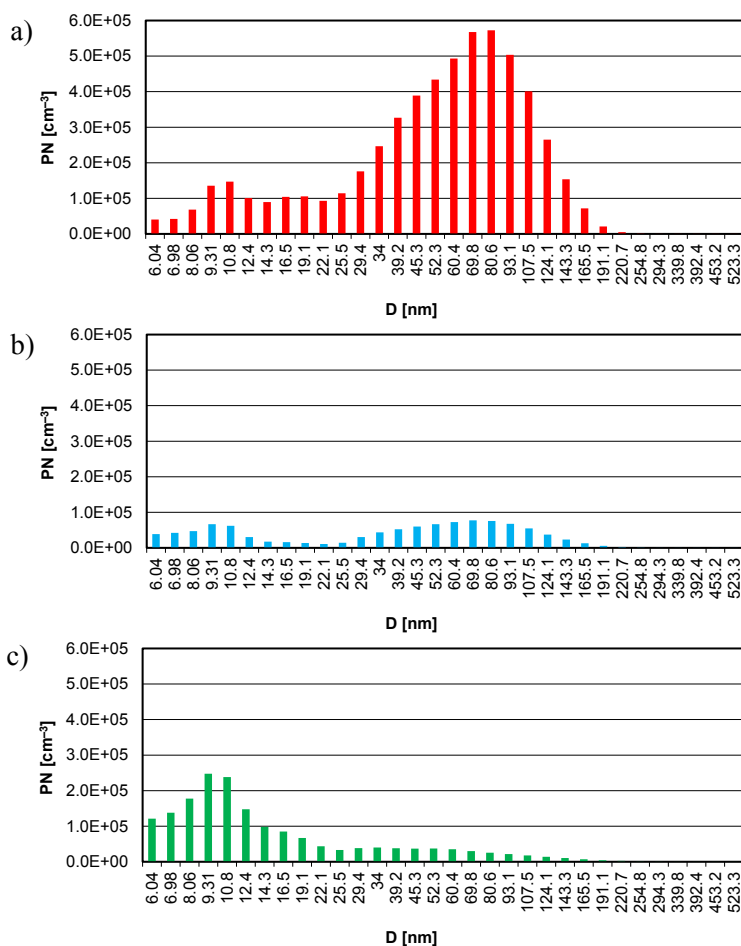 a)
6.0E+05
5.0E+05
4.0E+05
3.0E+05
2.0E+05
1.0E+05
0.0E+00
PN [cm⁻³]
6.04 6.98 8.06 9.31 10.8 12.4 14.3 16.5 19.1 22.1 25.5 29.4 34 39.2 45.3 52.3 60.4 69.8 80.6 93.1 107.5 124.1 143.3 165.5 191.1 220.7 254.8 294.3 339.8 392.4 453.2 523.3
D [nm]
b)
6.0E+05
5.0E+05
4.0E+05
3.0E+05
2.0E+05
1.0E+05
0.0E+00
PN [cm⁻³]
6.04 6.98 8.06 9.31 10.8 12.4 14.3 16.5 19.1 22.1 25.5 29.4 34 39.2 45.3 52.3 60.4 69.8 80.6 93.1 107.5 124.1 143.3 165.5 191.1 220.7 254.8 294.3 339.8 392.4 453.2 523.3
D [nm]
c)
6.0E+05
5.0E+05
4.0E+05
3.0E+05
2.0E+05
1.0E+05
0.0E+00
PN [cm⁻³]
6.04 6.98 8.06 9.31 10.8 12.4 14.3 16.5 19.1 22.1 25.5 29.4 34 39.2 45.3 52.3 60.4 69.8 80.6 93.1 107.5 124.1 143.3 165.5 191.1 220.7 254.8 294.3 339.8 392.4 453.2 523.3
D [nm]